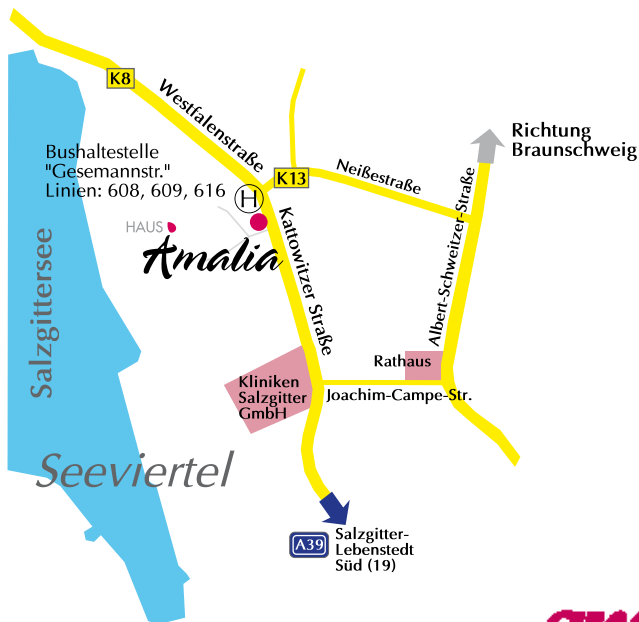 K8
Westfalenstraße
Richtung
Braunschweig
Bushaltestelle
"Gesemannstr."
Linien: 608, 609, 616
H
K13
Neißestraße
HAUS
Amalia
Kattowitzer Straße
Albert-Schweitzer-Straße
Salzgittersee
Rathaus
Kliniken
Salzgitter
GmbH
Joachim-Campe-Str.
Seeviertel
A39
Salzgitter-
Lebenstedt
Süd (19)